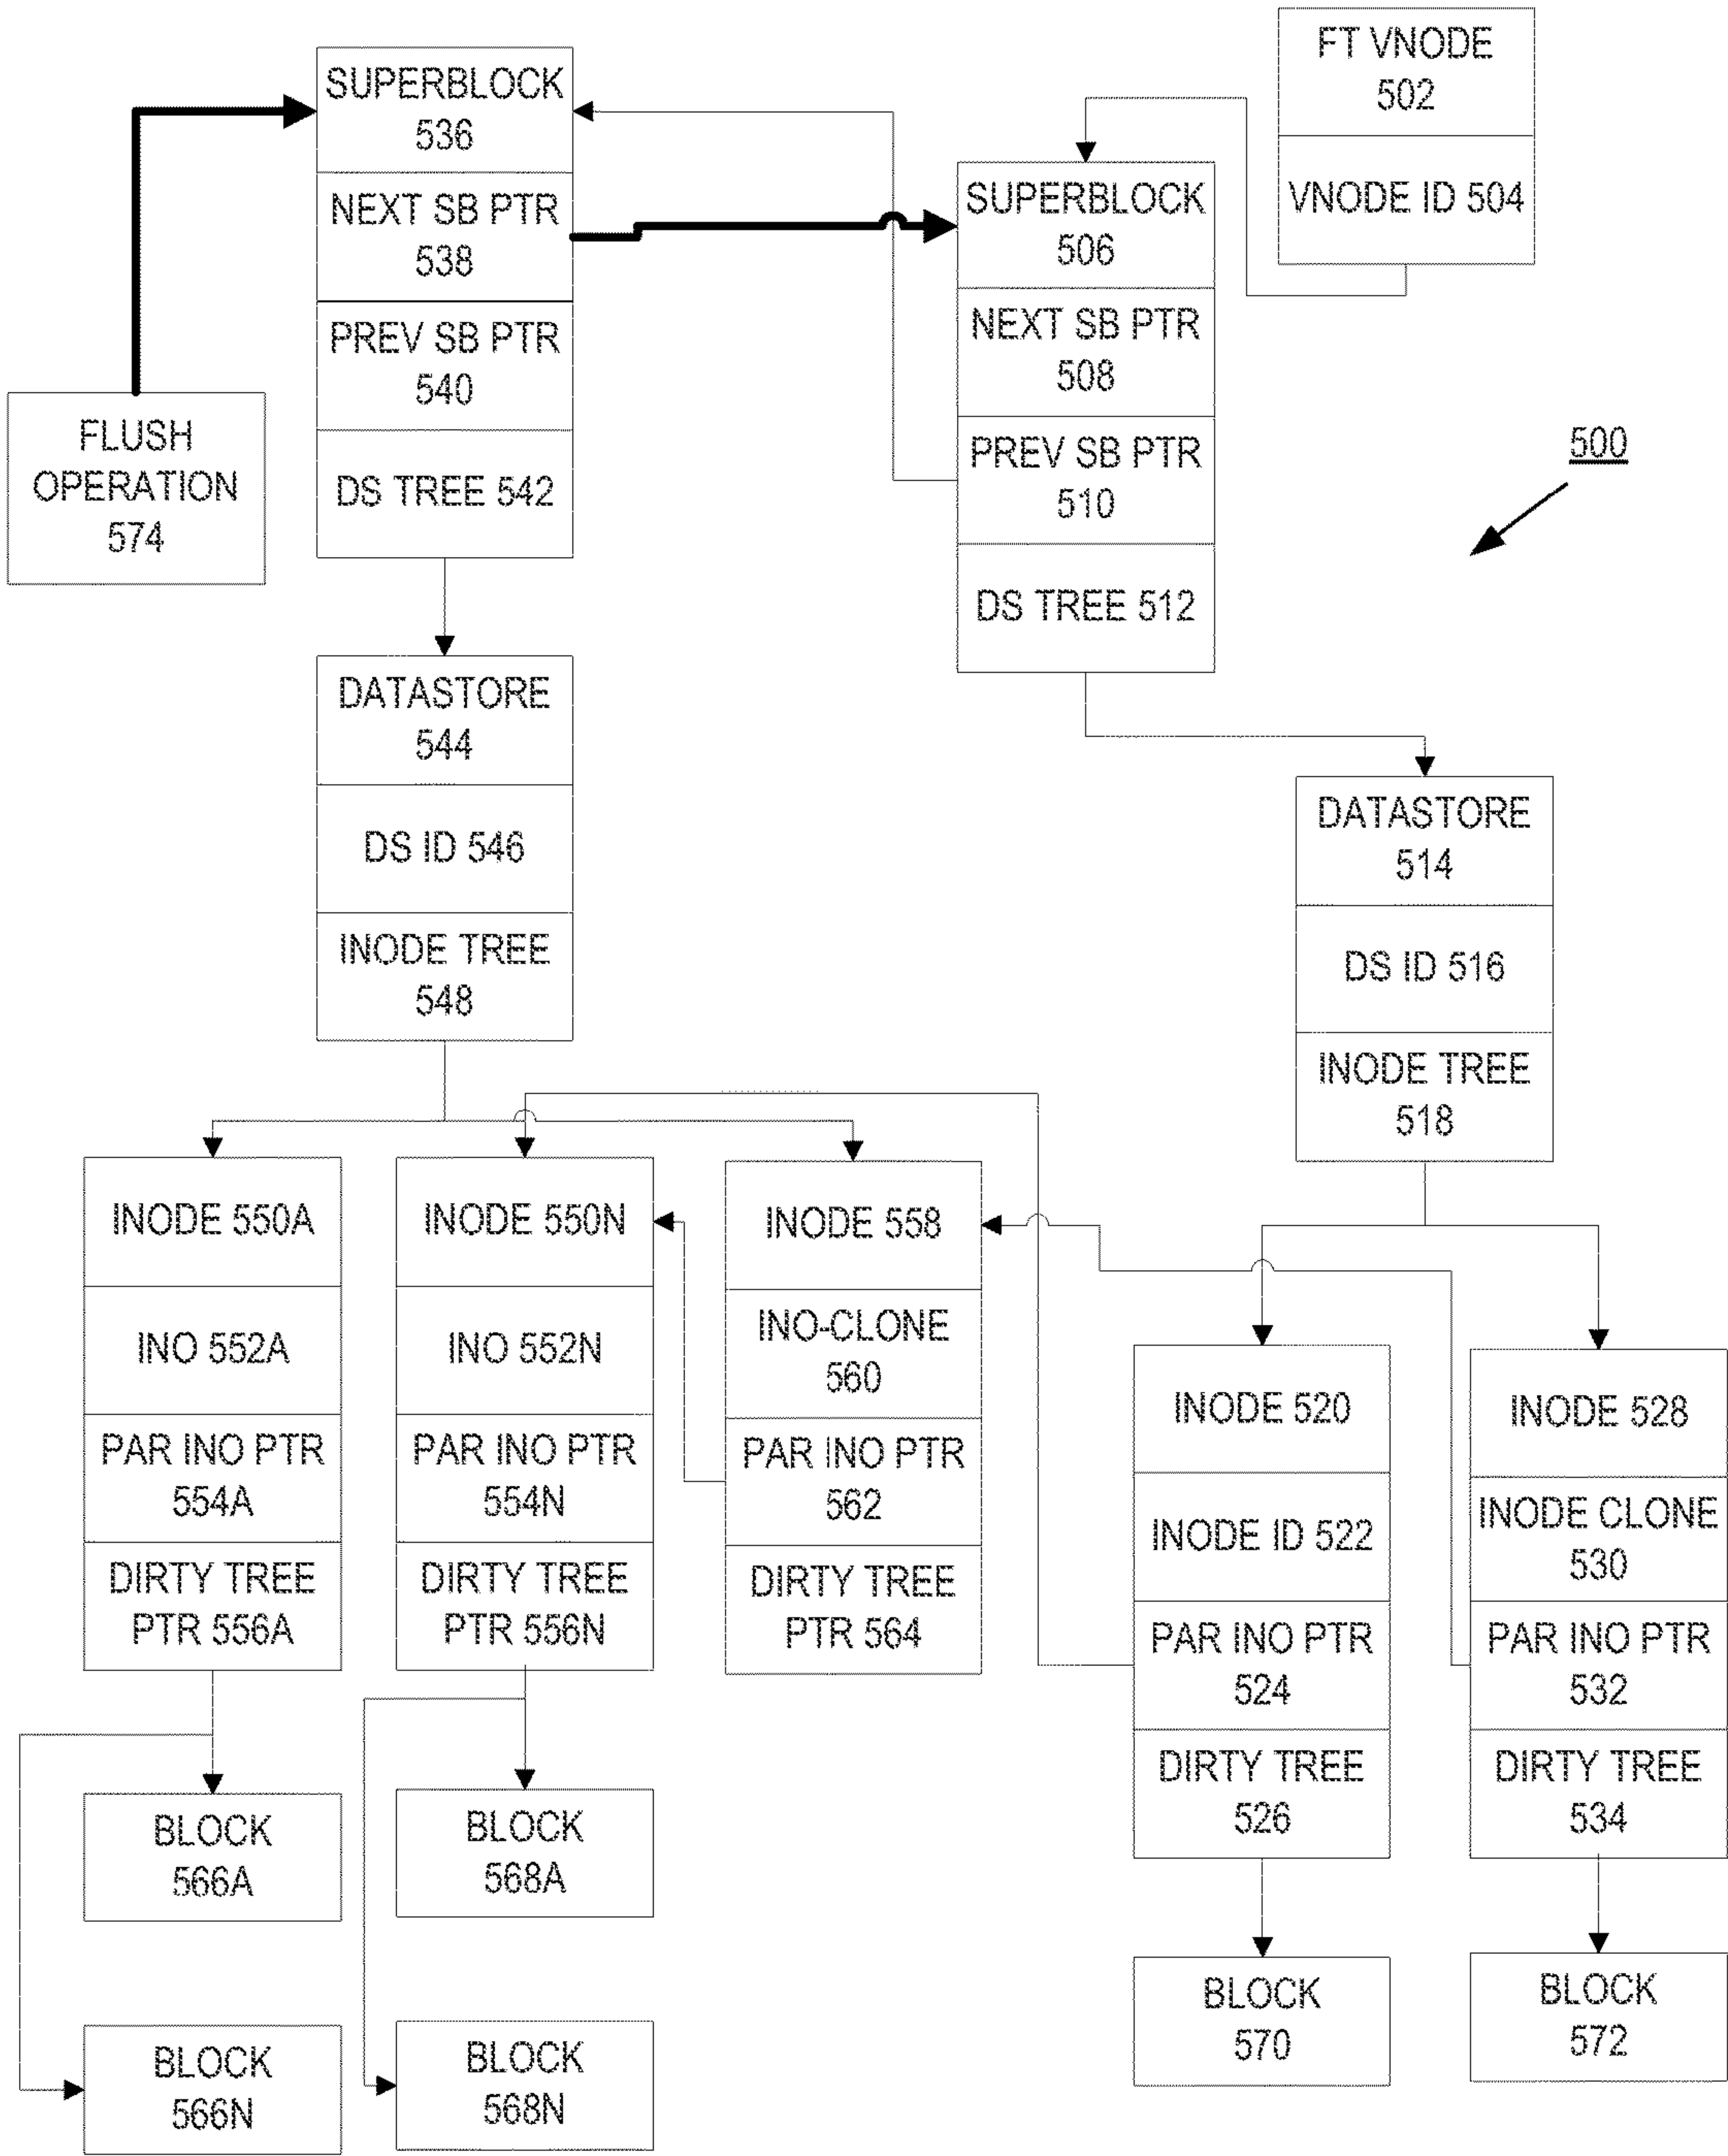 FT VNODE
502
VNODE ID 504
SUPERBLOCK
536
NEXT SB PTR
538
PREV SB PTR
540
DS TREE 542
SUPERBLOCK
506
NEXT SB PTR
508
PREV SB PTR
510
DS TREE 512
FLUSH
OPERATION
574
500
DATASTORE
544
DS ID 546
INODE TREE
548
DATASTORE
514
DS ID 516
INODE TREE
518
INODE 550A
INO 552A
PAR INO PTR
554A
DIRTY TREE
PTR 556A
INODE 550N
INO 552N
PAR INO PTR
554N
DIRTY TREE
PTR 556N
INODE 558
INO-CLONE
560
PAR INO PTR
562
DIRTY TREE
PTR 564
INODE 520
INODE ID 522
PAR INO PTR
524
DIRTY TREE
526
INODE 528
INODE CLONE
530
PAR INO PTR
532
DIRTY TREE
534
BLOCK
566A
BLOCK
568A
BLOCK
566N
BLOCK
568N
BLOCK
570
BLOCK
572